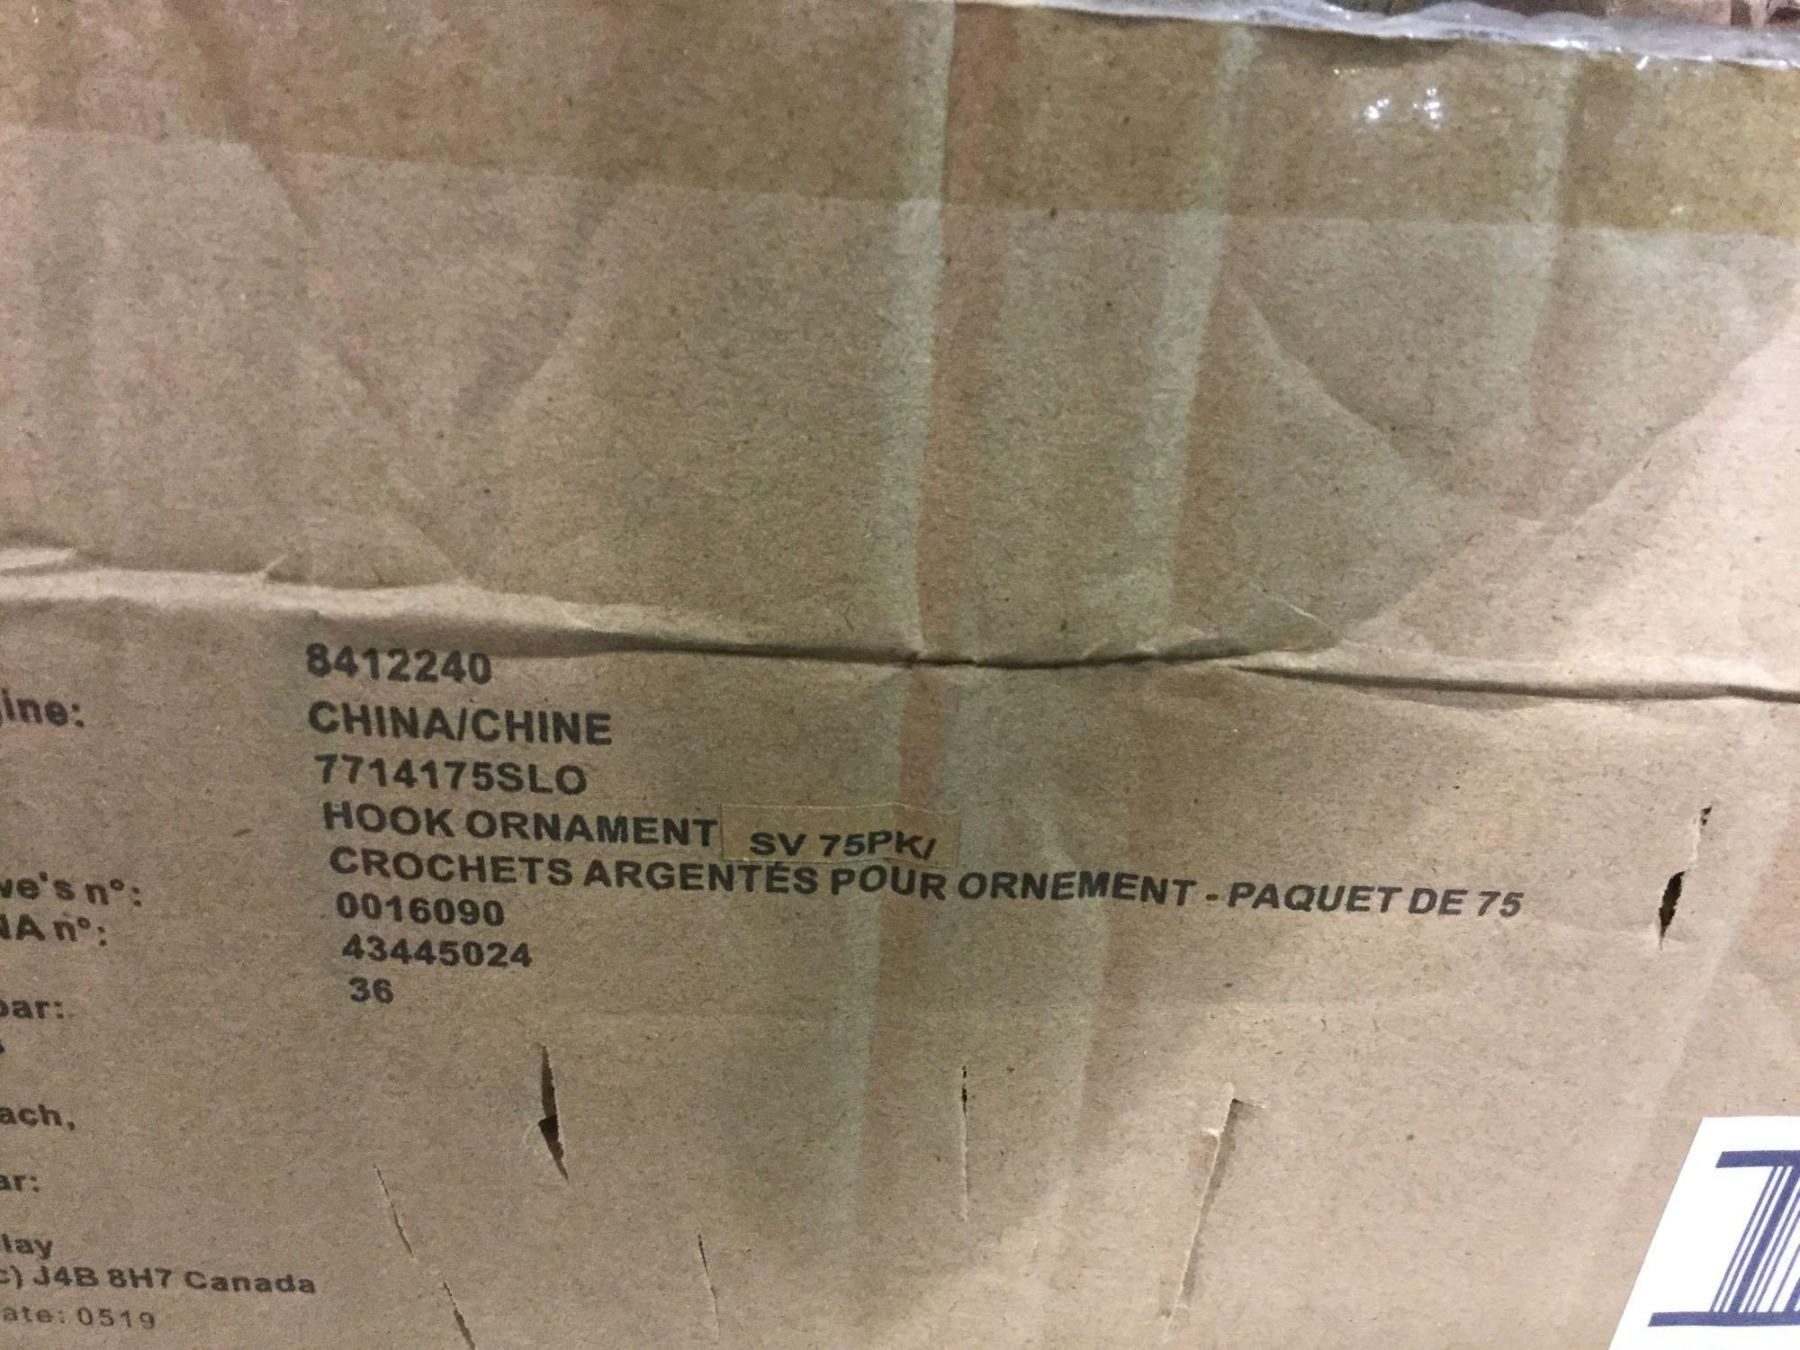 8412240
ine: CHINA/CHINE
7714175SLO
HOOK ORNAMENT SV 75PK/
CROCHETS ARGENTÉS POUR ORNEMENT - PAQUET DE 75
ve's n°: 0016090
NA n°: 43445024
36
par:
ach,
ar:
lay
c) J4B 8H7 Canada
ate: 0519